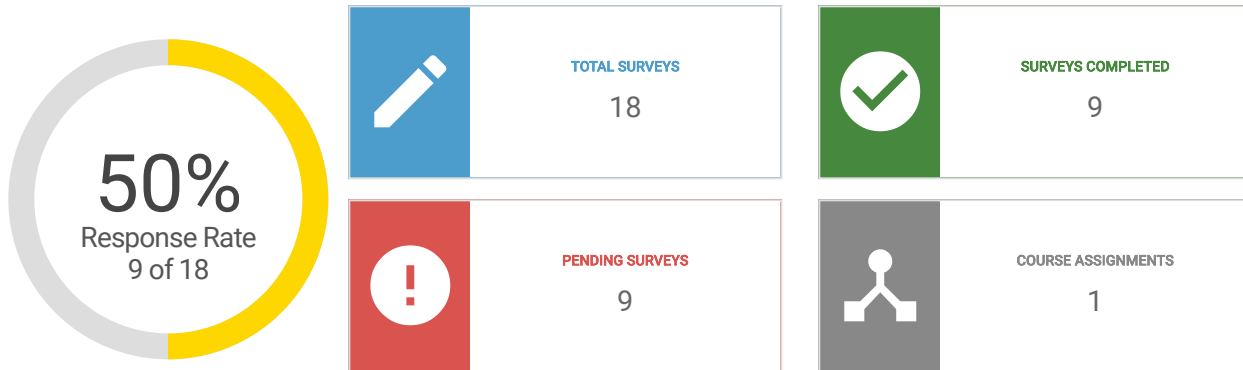 50%
Response Rate
9 of 18
TOTAL SURVEYS
18
SURVEYS COMPLETED
9
PENDING SURVEYS
9
COURSE ASSIGNMENTS
1